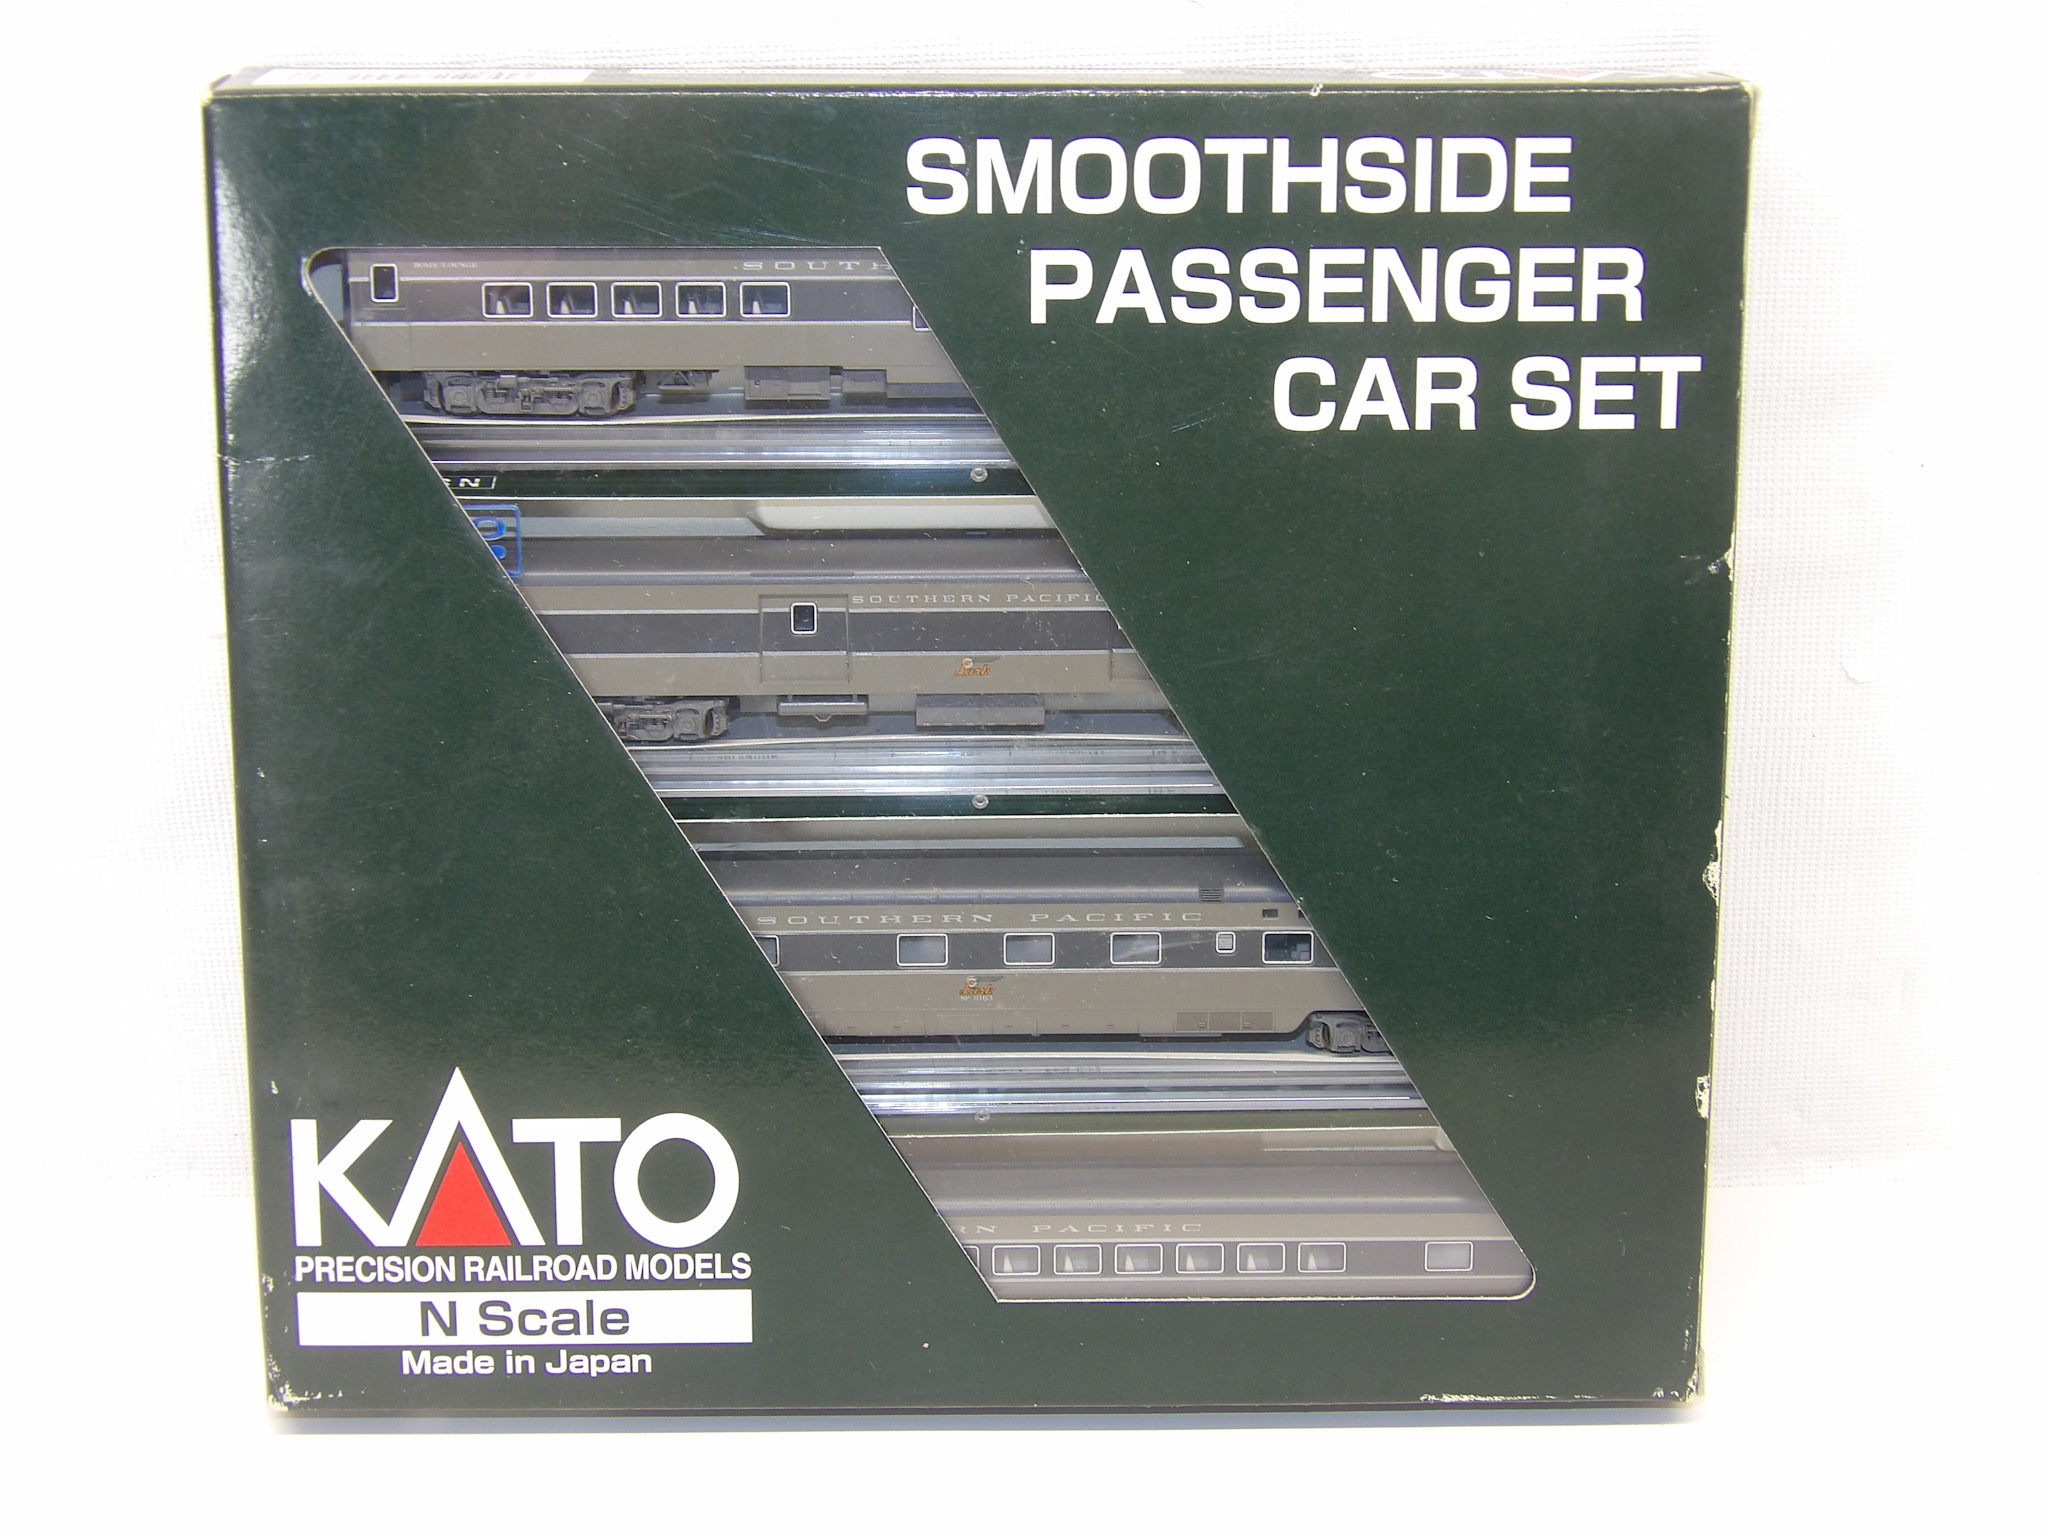 SMOOTHSIDE
PASSENGER
CAR SET
SOUTH
N
SOUTHERN PACIFIC
Lark
SOUTHERN PACIFIC
Lark
RN PACIFIC
KATO
PRECISION RAILROAD MODELS
N Scale
Made in Japan